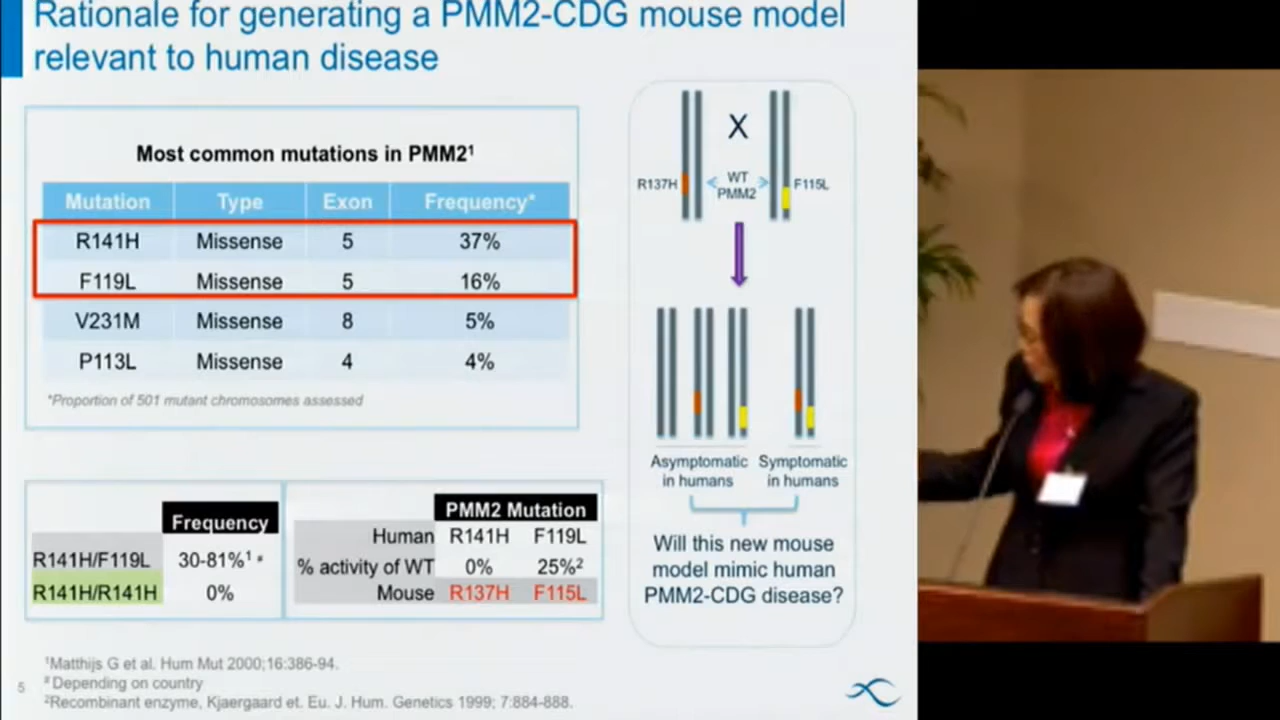 Rationale for generating a PMM2-CDG mouse model
relevant to human disease
Most common mutations in PMM2¹
Mutation Type Exon Frequency*
R141H Missense 5 37%
F119L Missense 5 16%
V231M Missense 8 5%
P113L Missense 4 4%
*Proportion of 501 mutant chromosomes assessed
Frequency
R141H/F119L 30-81%¹ #
R141H/R141H 0%
PMM2 Mutation
Human R141H F119L
% activity of WT 0% 25%²
Mouse R137H F115L
X
R137H WT F115L
PMM2
Asymptomatic Symptomatic
in humans in humans
Will this new mouse
model mimic human
PMM2-CDG disease?
¹Matthijs G et al. Hum Mut 2000;16:386-94.
# Depending on country
²Recombinant enzyme, Kjaergaard et. Eu. J. Hum. Genetics 1999; 7:884-888.
5